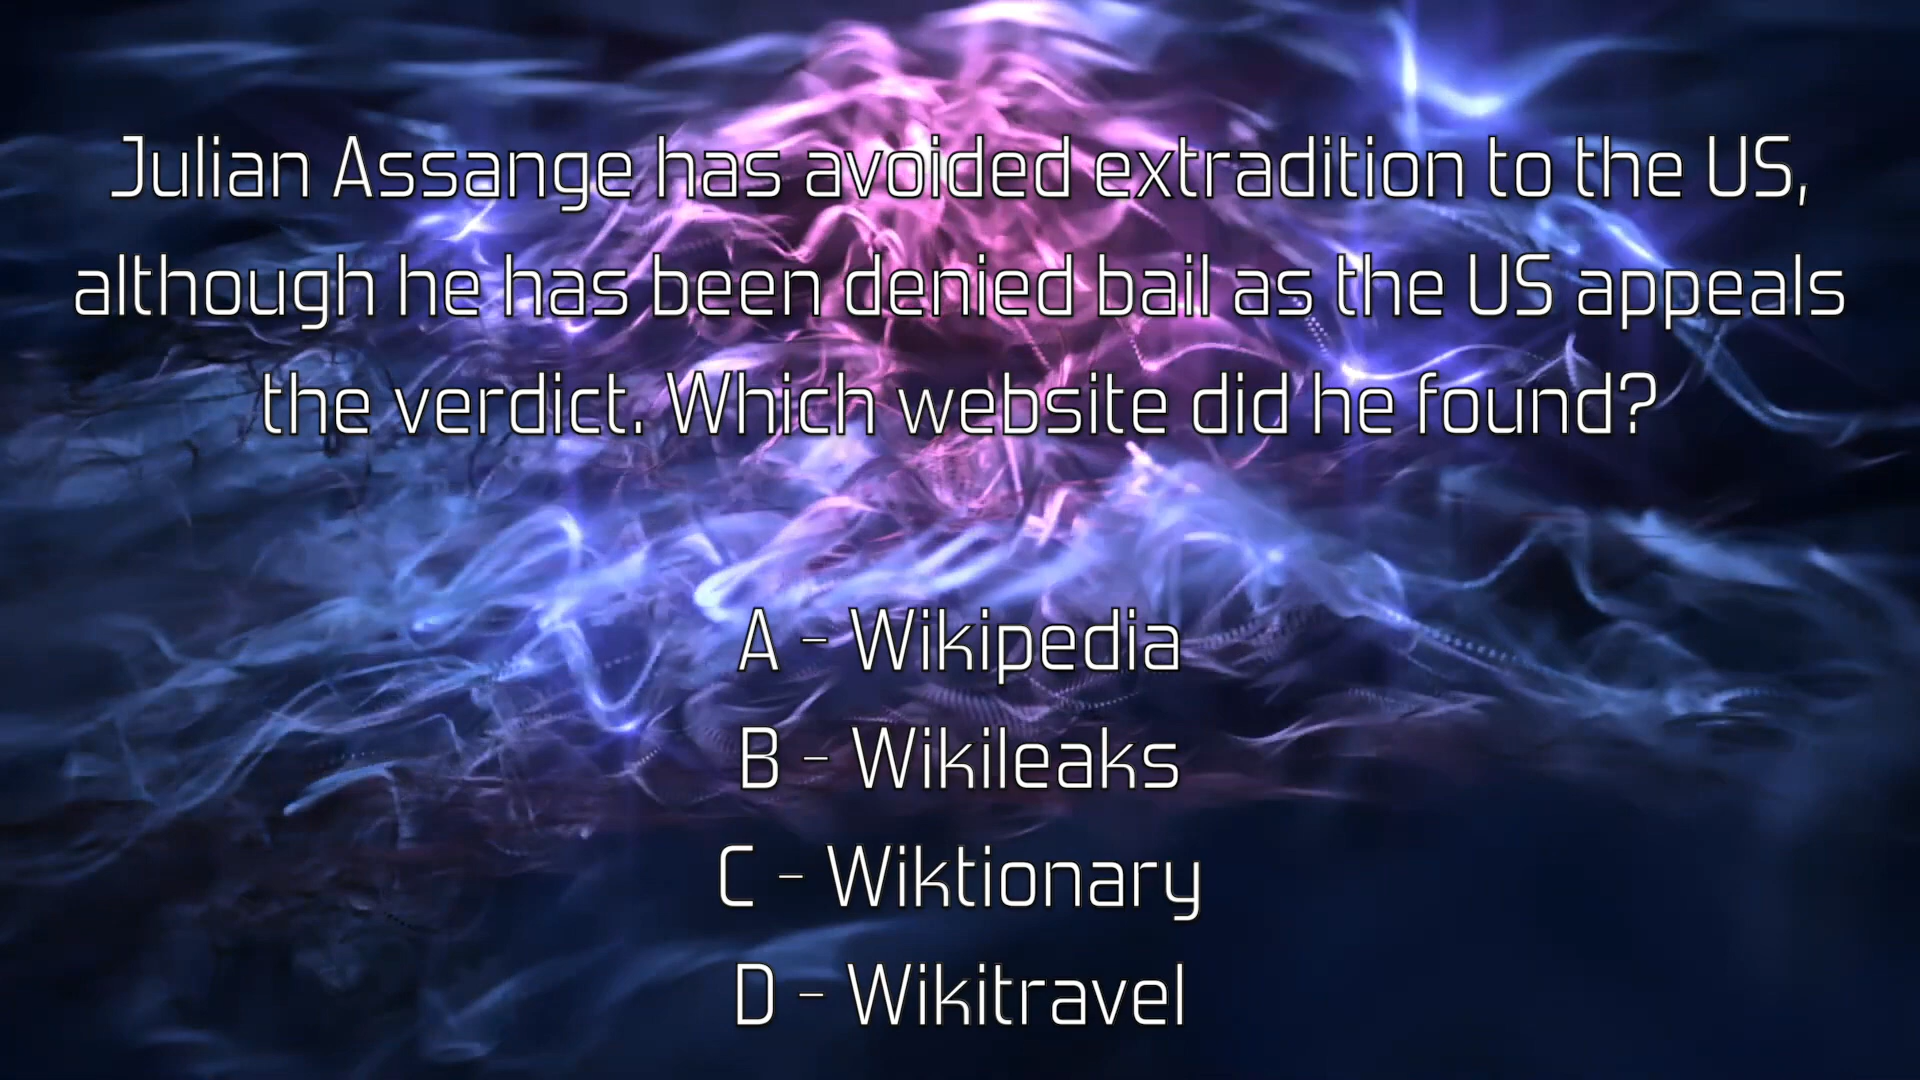 Julian Assange has avoided extradition to the US,
although he has been denied bail as the US appeals
the verdict. Which website did he found?
A - Wikipedia
B - Wikileaks
C - Wiktionary
D - Wikitravel